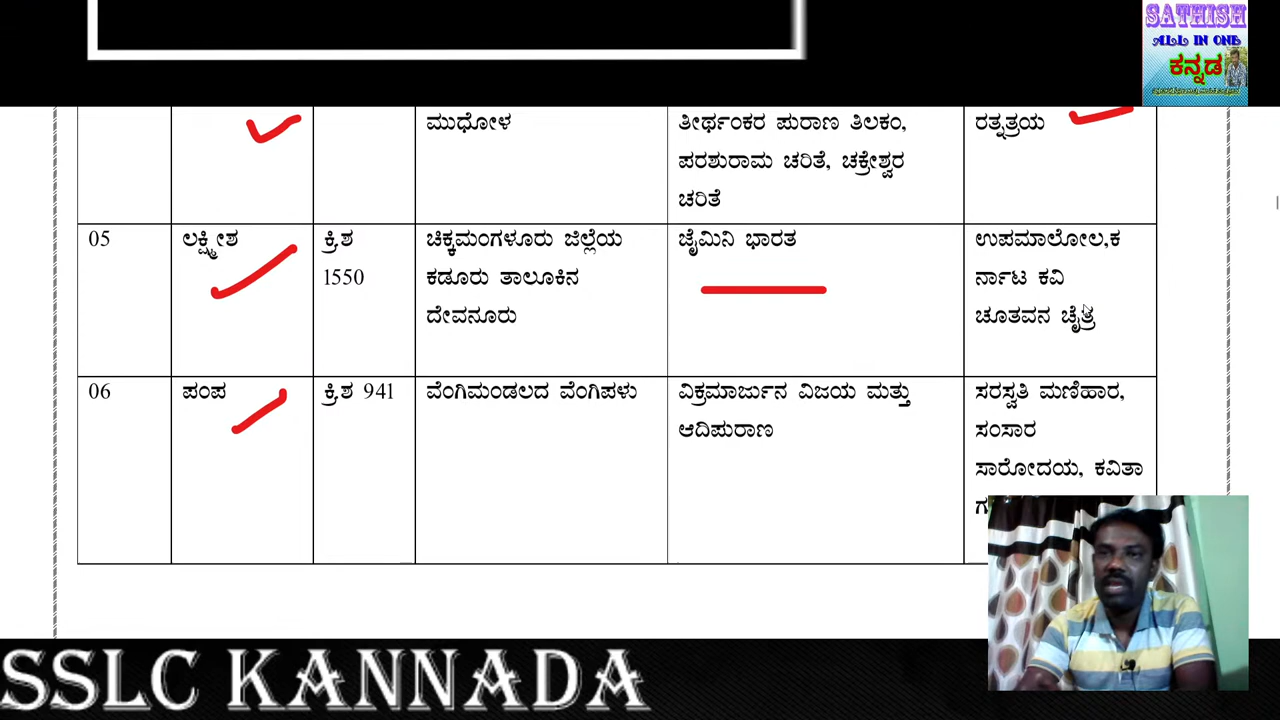 SATHISH
ALL IN ONE
ಕನ್ನಡ
ಮುಧೋಳ
ತೀರ್ಥಂಕರ ಪುರಾಣ ತಿಲಕಂ,
ಪರಶುರಾಮ ಚರಿತೆ, ಚಕ್ರೇಶ್ವರ
ಚರಿತೆ
ರತ್ನತ್ರಯ
05
ಲಕ್ಷ್ಮೀಶ
ಕ್ರಿ.ಶ
1550
ಚಿಕ್ಕಮಂಗಳೂರು ಜಿಲ್ಲೆಯ
ಕಡೂರು ತಾಲೂಕಿನ
ದೇವನೂರು
ಜೈಮಿನಿ ಭಾರತ
ಉಪಮಾಲೋಲ,ಕ
ರ್ನಾಟ ಕವಿ
ಚೂತವನ ಚೈತ್ರ
06
ಪಂಪ
ಕ್ರಿ.ಶ 941
ವೆಂಗಿಮಂಡಲದ ವೆಂಗಿಪಳು
ವಿಕ್ರಮಾರ್ಜುನ ವಿಜಯ ಮತ್ತು
ಆದಿಪುರಾಣ
ಸರಸ್ವತಿ ಮಣಿಹಾರ,
ಸಂಸಾರ
ಸಾರೋದಯ, ಕವಿತಾ
SSLC KANNADA